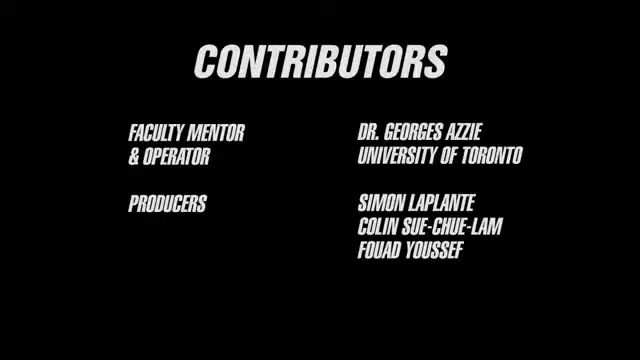 CONTRIBUTORS
FACULTY MENTOR
& OPERATOR
DR. GEORGES AZZIE
UNIVERSITY OF TORONTO
PRODUCERS
SIMON LAPLANTE
COLIN SUE-CHUE-LAM
FOUAD YOUSSEF